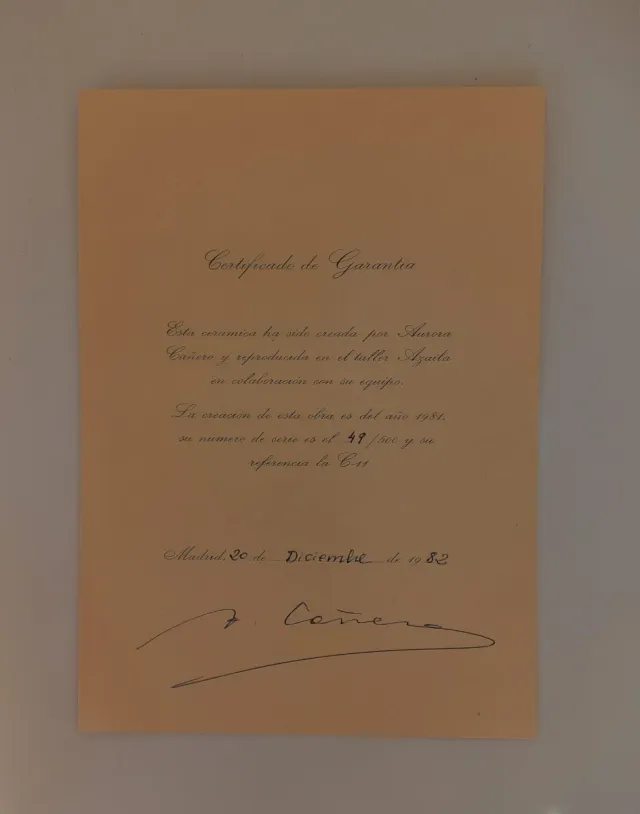 Certificado de Garantía
Esta cerámica ha sido creada por Aurora
Cañero y reproducida en el taller Azaila
en colaboración con su equipo.
La creación de esta obra es del año 1981.
su número de serie es el 49/500 y su
referencia la C-11
Madrid, 20 de Diciembre de 1982
A. Cañero